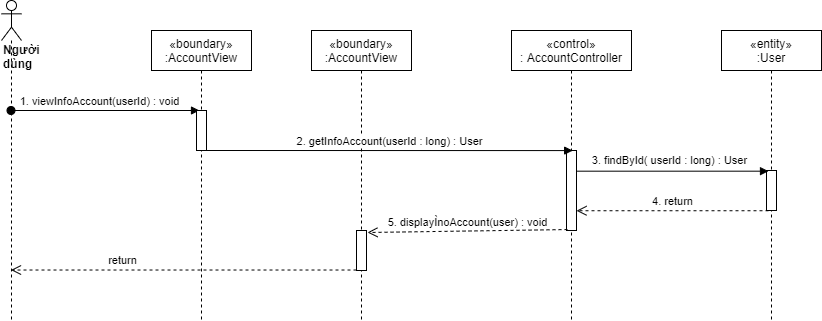 Người
dùng
«boundary»
:AccountView
«boundary»
:AccountView
«control»
: AccountController
«entity»
:User
1. viewInfoAccount(userId) : void
2. getInfoAccount(userId : long) : User
3. findById( userId : long) : User
4. return
5. displayÌnoAccount(user) : void
return